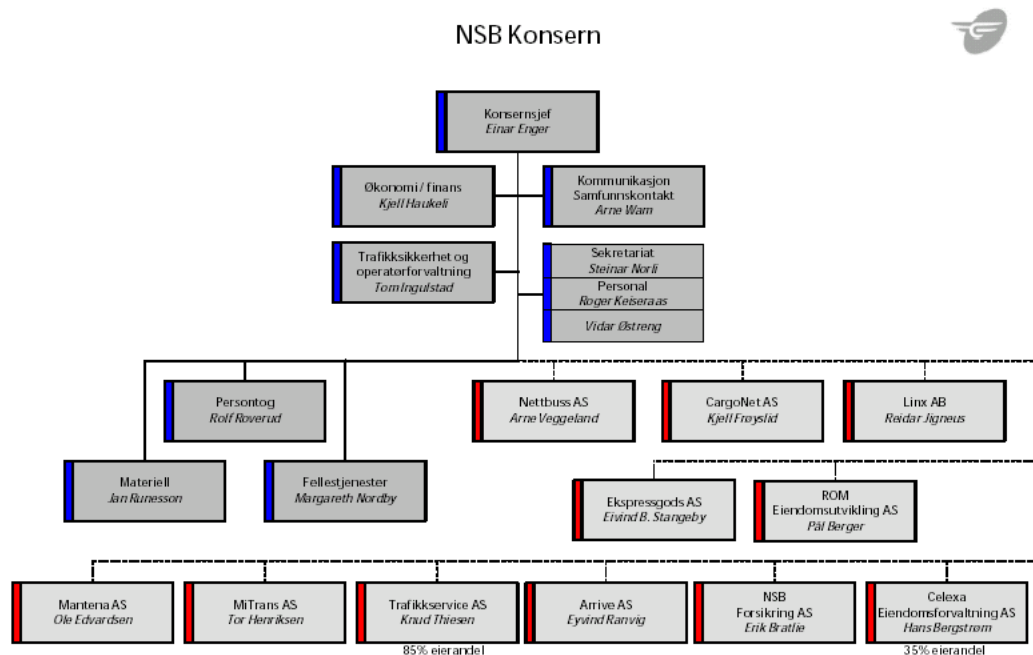 NSB Konsern
Konsernsjef
Einar Enger
Økonomi / finans
Kjell Haukeli
Kommunikasjon
Samfunnskontakt
Arne Wam
Trafikksikkerhet og
operatørforvaltning
Tom Ingulstad
Sekretariat
Steinar Norli
Personal
Roger Keiseraas
Vidar Østreng
Persontog
Rolf Roverud
Nettbuss AS
Arne Veggeland
CargoNet AS
Kjell Frøyslid
Linx AB
Reidar Jigneus
Materiell
Jan Runesson
Fellestjenester
Margareth Nordby
Ekspressgods AS
Eivind B. Stangeby
ROM
Eiendomsutvikling AS
Pål Berger
Mantena AS
Ole Edvardsen
MiTrans AS
Tor Henriksen
Trafikkservice AS
Knud Thiesen
85% eierandel
Arrive AS
Eyvind Ranvig
NSB
Forsikring AS
Erik Bratlie
Celexa
Eiendomsforvaltning AS
Hans Bergstrøm
35% eierandel